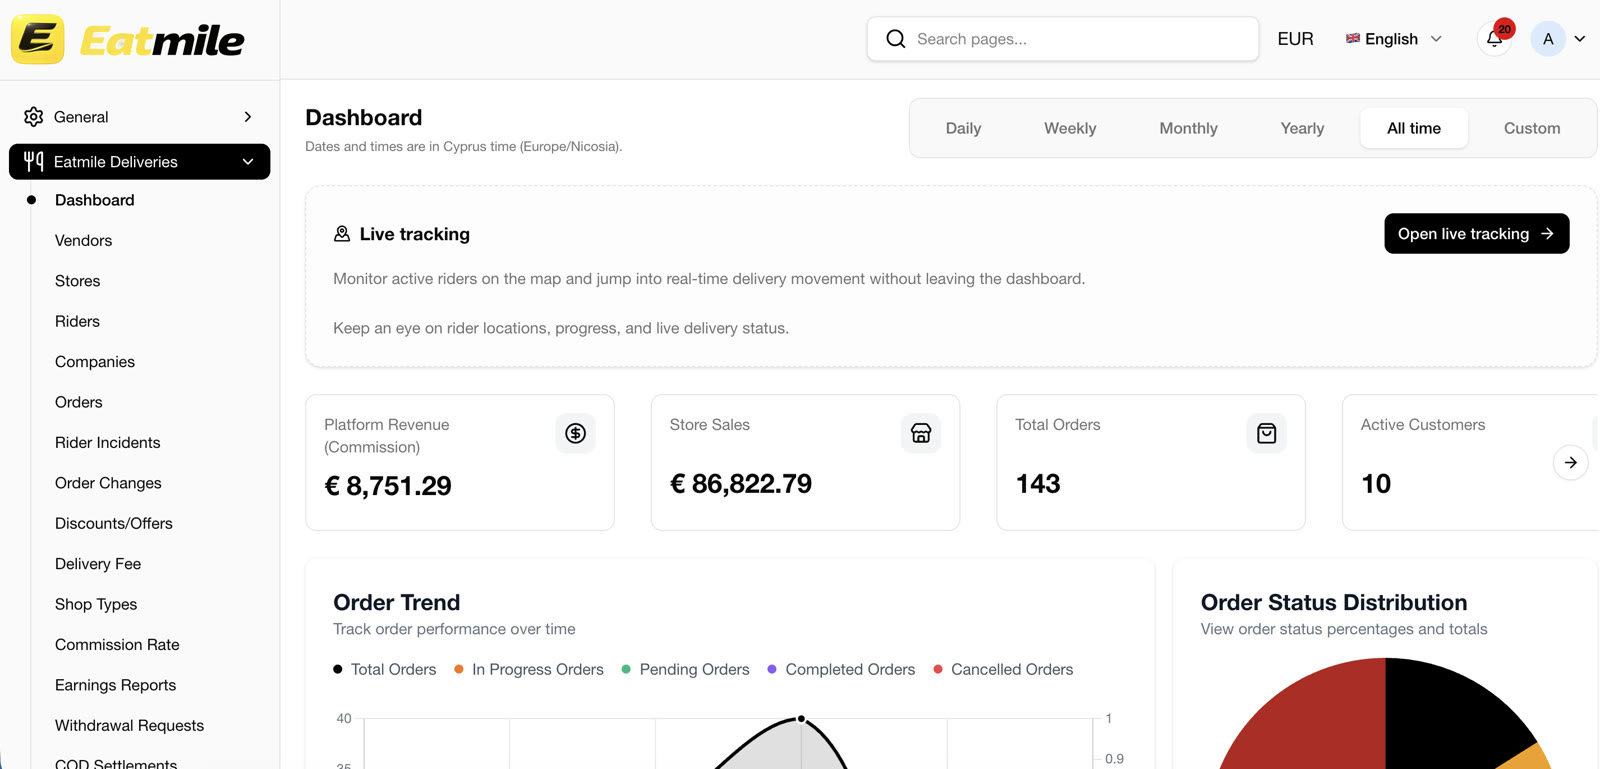 E Eatmile
Search pages...
EUR
English
20
A
General
Eatmile Deliveries
Dashboard
Vendors
Stores
Riders
Companies
Orders
Rider Incidents
Order Changes
Discounts/Offers
Delivery Fee
Shop Types
Commission Rate
Earnings Reports
Withdrawal Requests
COD Settlements
Dashboard
Dates and times are in Cyprus time (Europe/Nicosia).
Daily Weekly Monthly Yearly All time Custom
Live tracking
Open live tracking
Monitor active riders on the map and jump into real-time delivery movement without leaving the dashboard.
Keep an eye on rider locations, progress, and live delivery status.
Platform Revenue
(Commission)
€ 8,751.29
Store Sales
€ 86,822.79
Total Orders
143
Active Customers
10
Order Trend
Track order performance over time
Total Orders In Progress Orders Pending Orders Completed Orders Cancelled Orders
40
1
35
0.9
Order Status Distribution
View order status percentages and totals